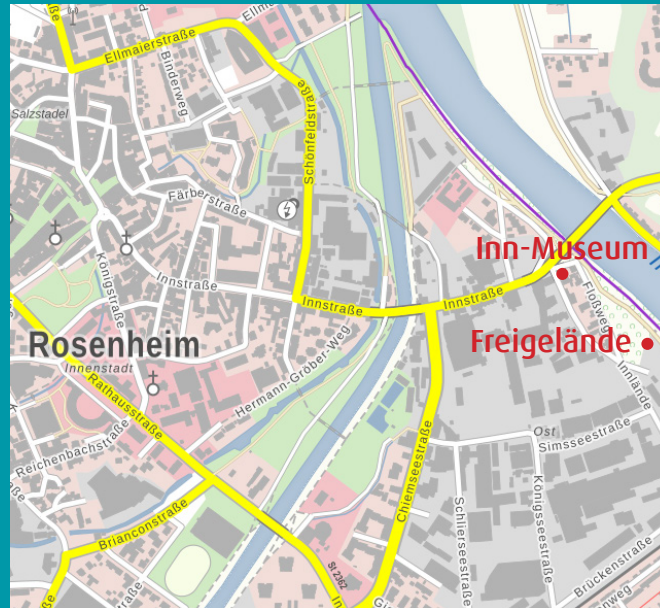 Ellmaierstraße
Ellm
Binderweg
Salzstadel
Schönfeldstraße
Färberstraße
Inn-Museum
Königstraße
Innstraße
Innstraße
Innstraße
Floßweg
Rosenheim
Freigelände
Innenstadt
Hermann-Gröber-Weg
Innlände
Rathausstraße
Ost
Simsseestraße
Reichenbachstraße
Chiemseestraße
Schlierseestraße
Königsseestraße
Brianconstraße
St 2362
Brückenstraße